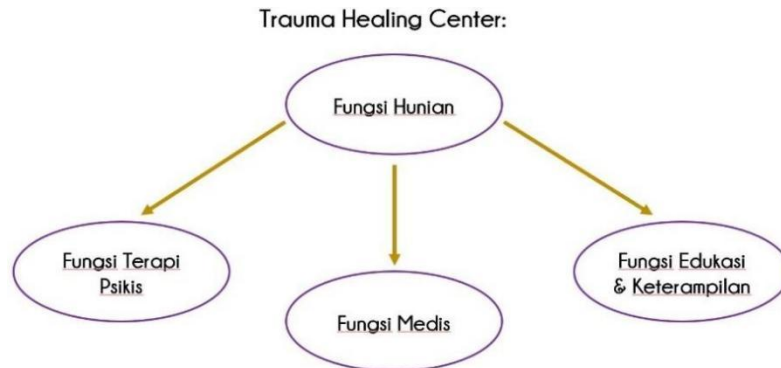 Trauma Healing Center:
Fungsi Hunian
Fungsi Terapi
Psikis
Fungsi Medis
Fungsi Edukasi
& Keterampilan